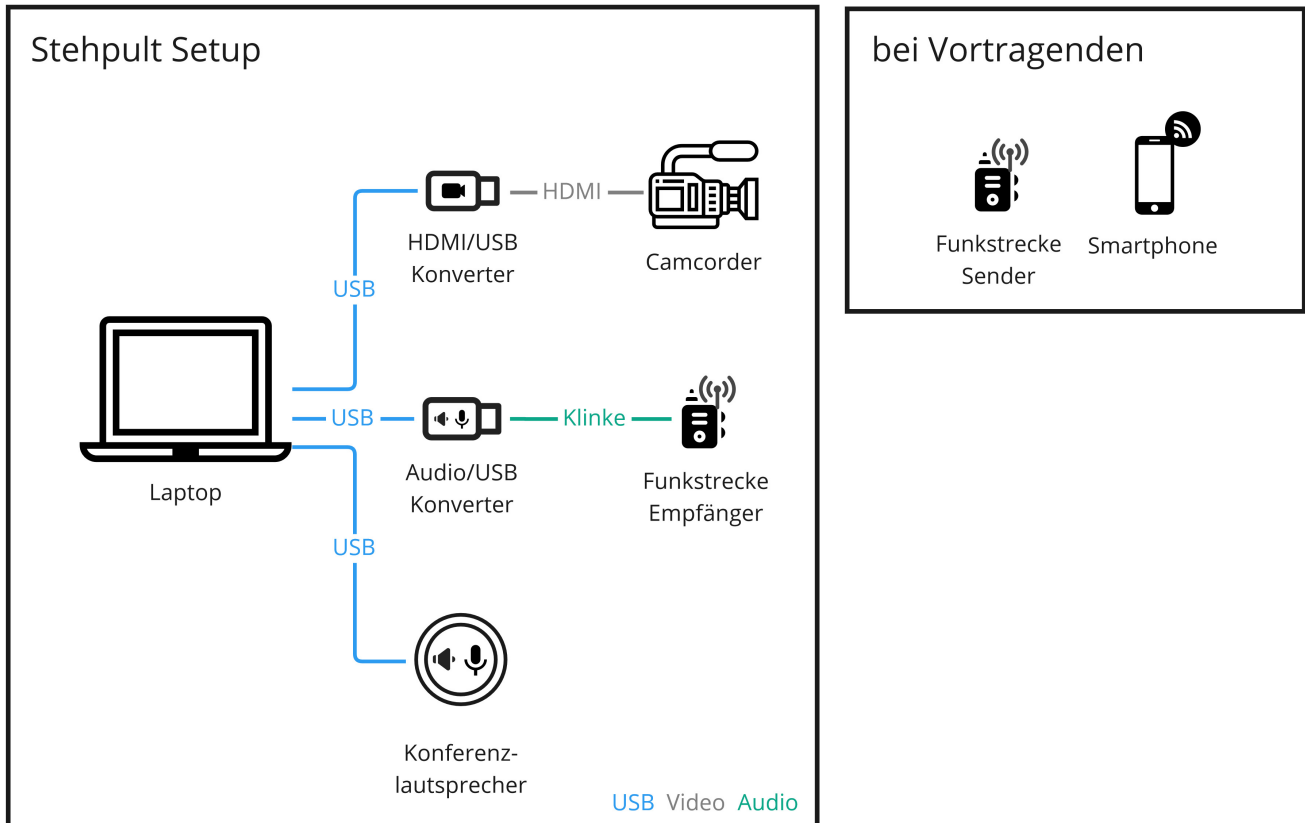 Stehpult Setup
HDMI
HDMI/USB
Konverter
Camcorder
USB
USB
Klinke
Laptop
Audio/USB
Konverter
Funkstrecke
Empfänger
USB
Konferenz-
lautsprecher
USB Video Audio
bei Vortragenden
Funkstrecke
Sender
Smartphone